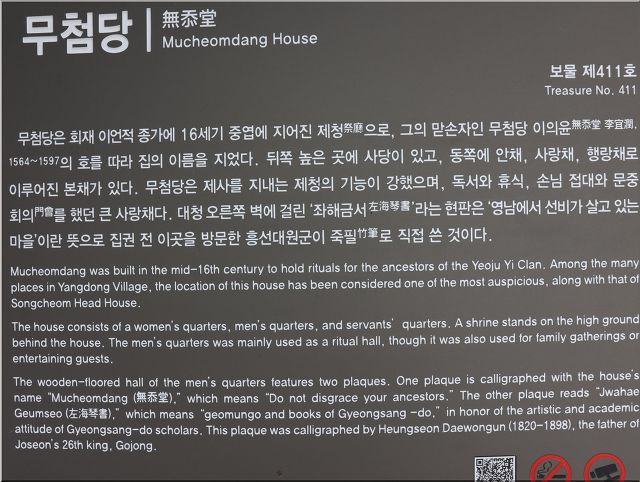 무첨당 無忝堂
Mucheomdang House
보물 제411호
Treasure No. 411
무첨당은 회재 이언적 종가에 16세기 중엽에 지어진 제청祭廳으로, 그의 맏손자인 무첨당 이의윤無忝堂 李宜潤,
1564~1597의 호를 따라 집의 이름을 지었다. 뒤쪽 높은 곳에 사당이 있고, 동쪽에 안채, 사랑채, 행랑채로
이루어진 본채가 있다. 무첨당은 제사를 지내는 제청의 기능이 강했으며, 독서와 휴식, 손님 접대와 문중
회의門會를 했던 큰 사랑채다. 대청 오른쪽 벽에 걸린 ‘좌해금서左海琴書’라는 현판은 ‘영남에서 선비가 살고 있는
마을’이란 뜻으로 집권 전 이곳을 방문한 흥선대원군이 죽필竹筆로 직접 쓴 것이다.
Mucheomdang was built in the mid-16th century to hold rituals for the ancestors of the Yeoju Yi Clan. Among the many
places in Yangdong Village, the location of this house has been considered one of the most auspicious, along with that of
Songcheom Head House.
The house consists of a women's quarters, men's quarters, and servants' quarters. A shrine stands on the high ground
behind the house. The men's quarters was mainly used as a ritual hall, though it was also used for family gatherings or
entertaining guests.
The wooden-floored hall of the men's quarters features two plaques. One plaque is calligraphed with the house's
name “Mucheomdang (無忝堂),” which means “Do not disgrace your ancestors.” The other plaque reads “Jwahae
Geumseo (左海琴書),” which means “geomungo and books of Gyeongsang -do,” in honor of the artistic and academic
attitude of Gyeongsang-do scholars. This plaque was calligraphed by Heungseon Daewongun (1820-1898), the father of
Joseon's 26th king, Gojong.